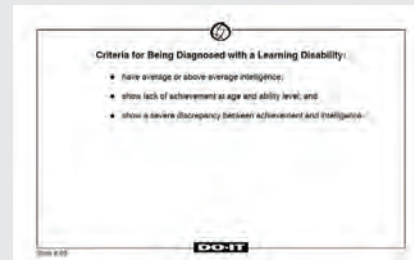 Criteria for Being Diagnosed with a Learning Disability:
• have average or above average intelligence;
• show lack of achievement at age and ability level; and
• show a severe discrepancy between achievement and intelligence.
DO-IT